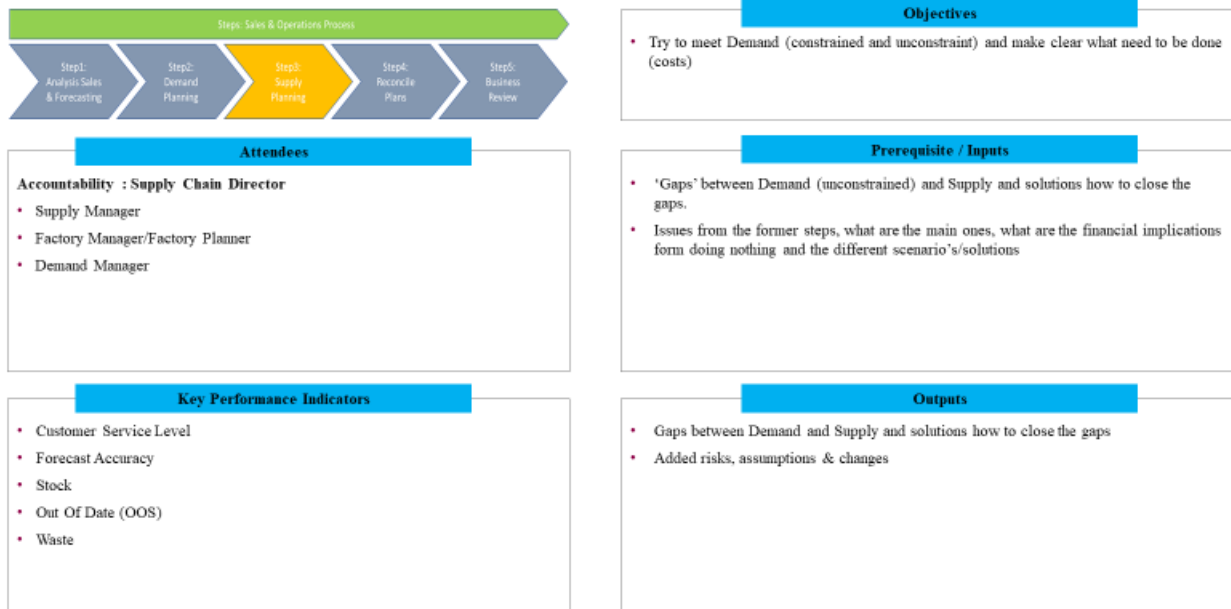 Steps: Sales & Operations Process
Step1:
Analysis Sales
& Forecasting
Step2:
Demand
Planning
Step3:
Supply
Planning
Step4:
Reconcile
Plans
Step5:
Business
Review
Objectives
• Try to meet Demand (constrained and unconstraint) and make clear what need to be done
(costs)
Attendees
Accountability : Supply Chain Director
• Supply Manager
• Factory Manager/Factory Planner
• Demand Manager
Prerequisite / Inputs
• ‘Gaps’ between Demand (unconstrained) and Supply and solutions how to close the
gaps.
• Issues from the former steps, what are the main ones, what are the financial implications
form doing nothing and the different scenario’s/solutions
Key Performance Indicators
• Customer Service Level
• Forecast Accuracy
• Stock
• Out Of Date (OOS)
• Waste
Outputs
• Gaps between Demand and Supply and solutions how to close the gaps
• Added risks, assumptions & changes